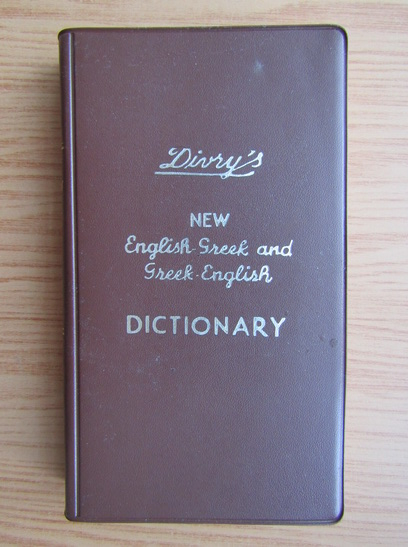 Divry's
NEW
English-Greek and
Greek-English
DICTIONARY